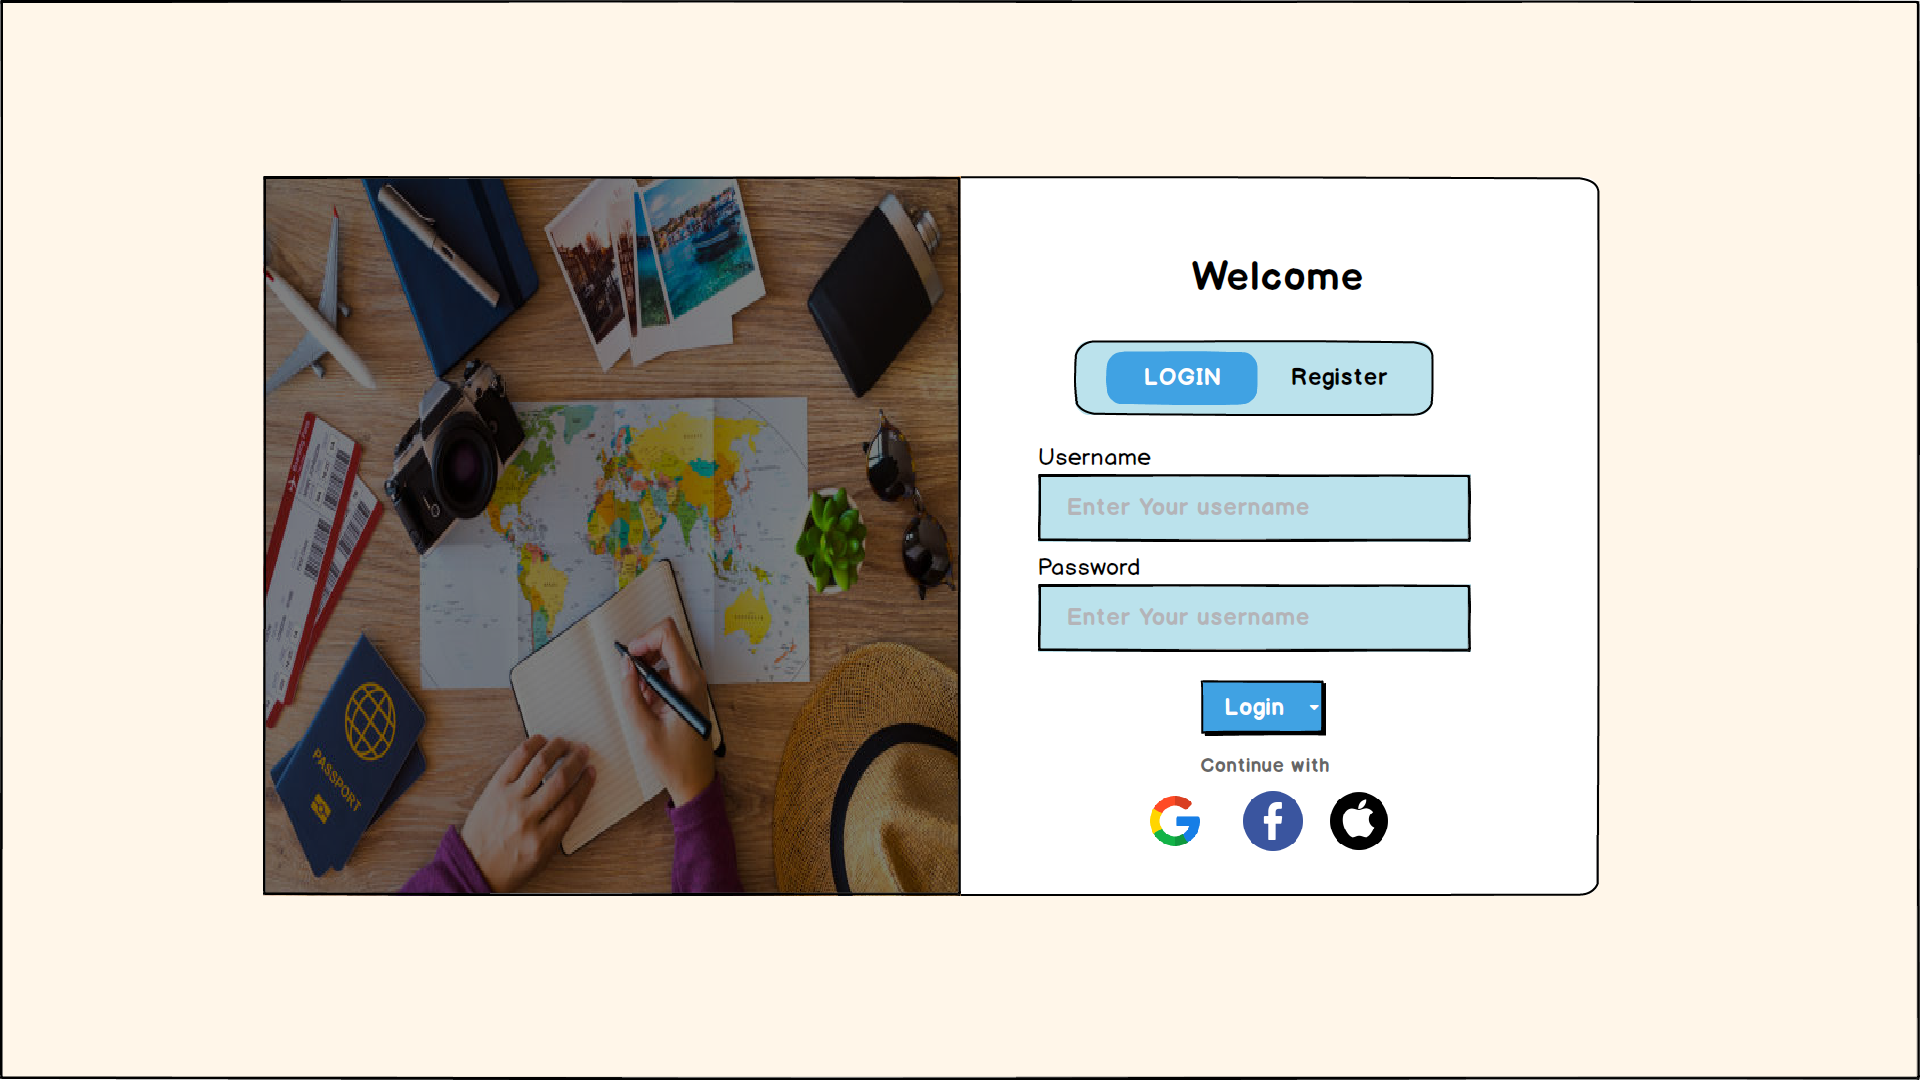 Welcome
LOGIN Register
Username
Enter Your username
Password
Enter Your username
Login
Continue with
PASSPORT